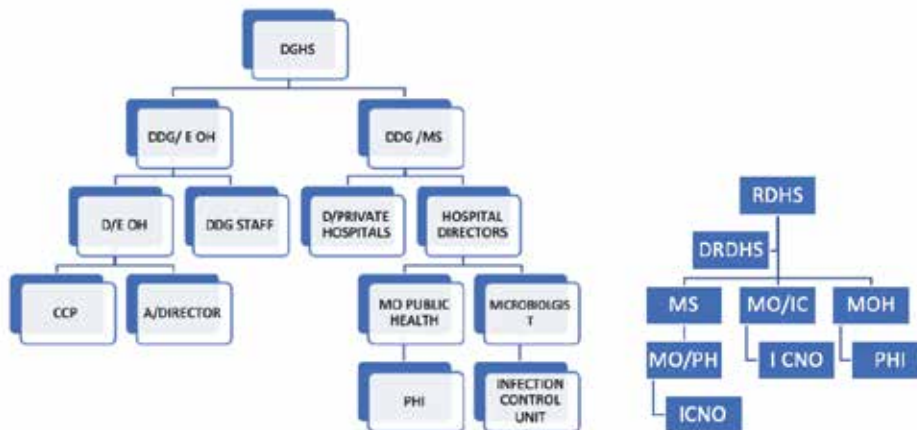 DGHS
DDG/ E OH
DDG /MS
D/E OH
DDG STAFF
D/PRIVATE
HOSPITALS
HOSPITAL
DIRECTORS
CCP
A/DIRECTOR
MO PUBLIC
HEALTH
MICROBIOLGIS
T
PHI
INFECTION
CONTROL
UNIT
RDHS
DRDHS
MS
MO/IC
MOH
MO/PH
I CNO
PHI
ICNO